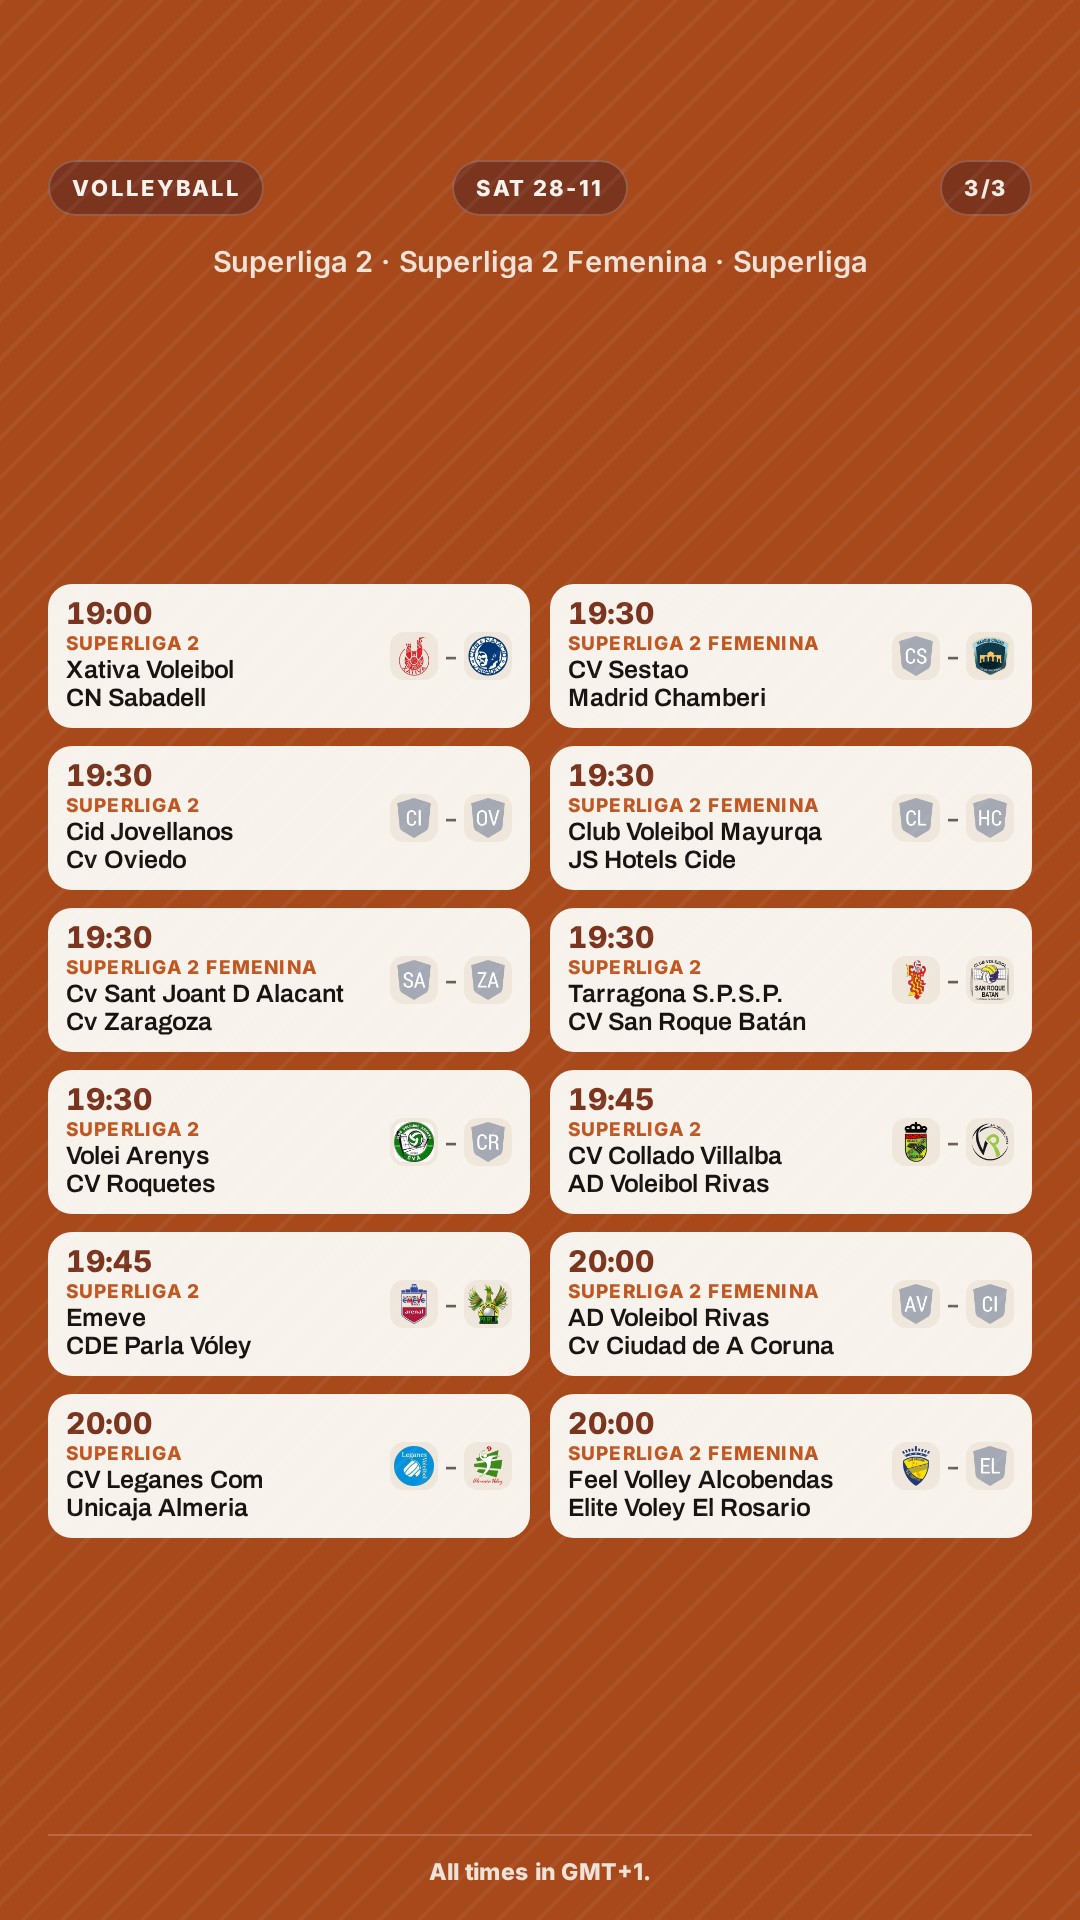 VOLLEYBALL
SAT 28-11
3/3
Superliga 2 · Superliga 2 Femenina · Superliga
19:00
SUPERLIGA 2
Xativa Voleibol
CN Sabadell
19:30
SUPERLIGA 2 FEMENINA
CV Sestao
Madrid Chamberi
CS
19:30
SUPERLIGA 2
Cid Jovellanos
Cv Oviedo
CI
OV
19:30
SUPERLIGA 2 FEMENINA
Club Voleibol Mayurqa
JS Hotels Cide
CL
HC
19:30
SUPERLIGA 2 FEMENINA
Cv Sant Joant D Alacant
Cv Zaragoza
SA
ZA
19:30
SUPERLIGA 2
Tarragona S.P.S.P.
CV San Roque Batán
SAN ROQUE
BATAN
19:30
SUPERLIGA 2
Volei Arenys
CV Roquetes
CR
19:45
SUPERLIGA 2
CV Collado Villalba
AD Voleibol Rivas
19:45
SUPERLIGA 2
Emeve
CDE Parla Vóley
arenal
20:00
SUPERLIGA 2 FEMENINA
AD Voleibol Rivas
Cv Ciudad de A Coruna
AV
CI
20:00
SUPERLIGA
CV Leganes Com
Unicaja Almeria
Leganes
20:00
SUPERLIGA 2 FEMENINA
Feel Volley Alcobendas
Elite Voley El Rosario
EL
All times in GMT+1.